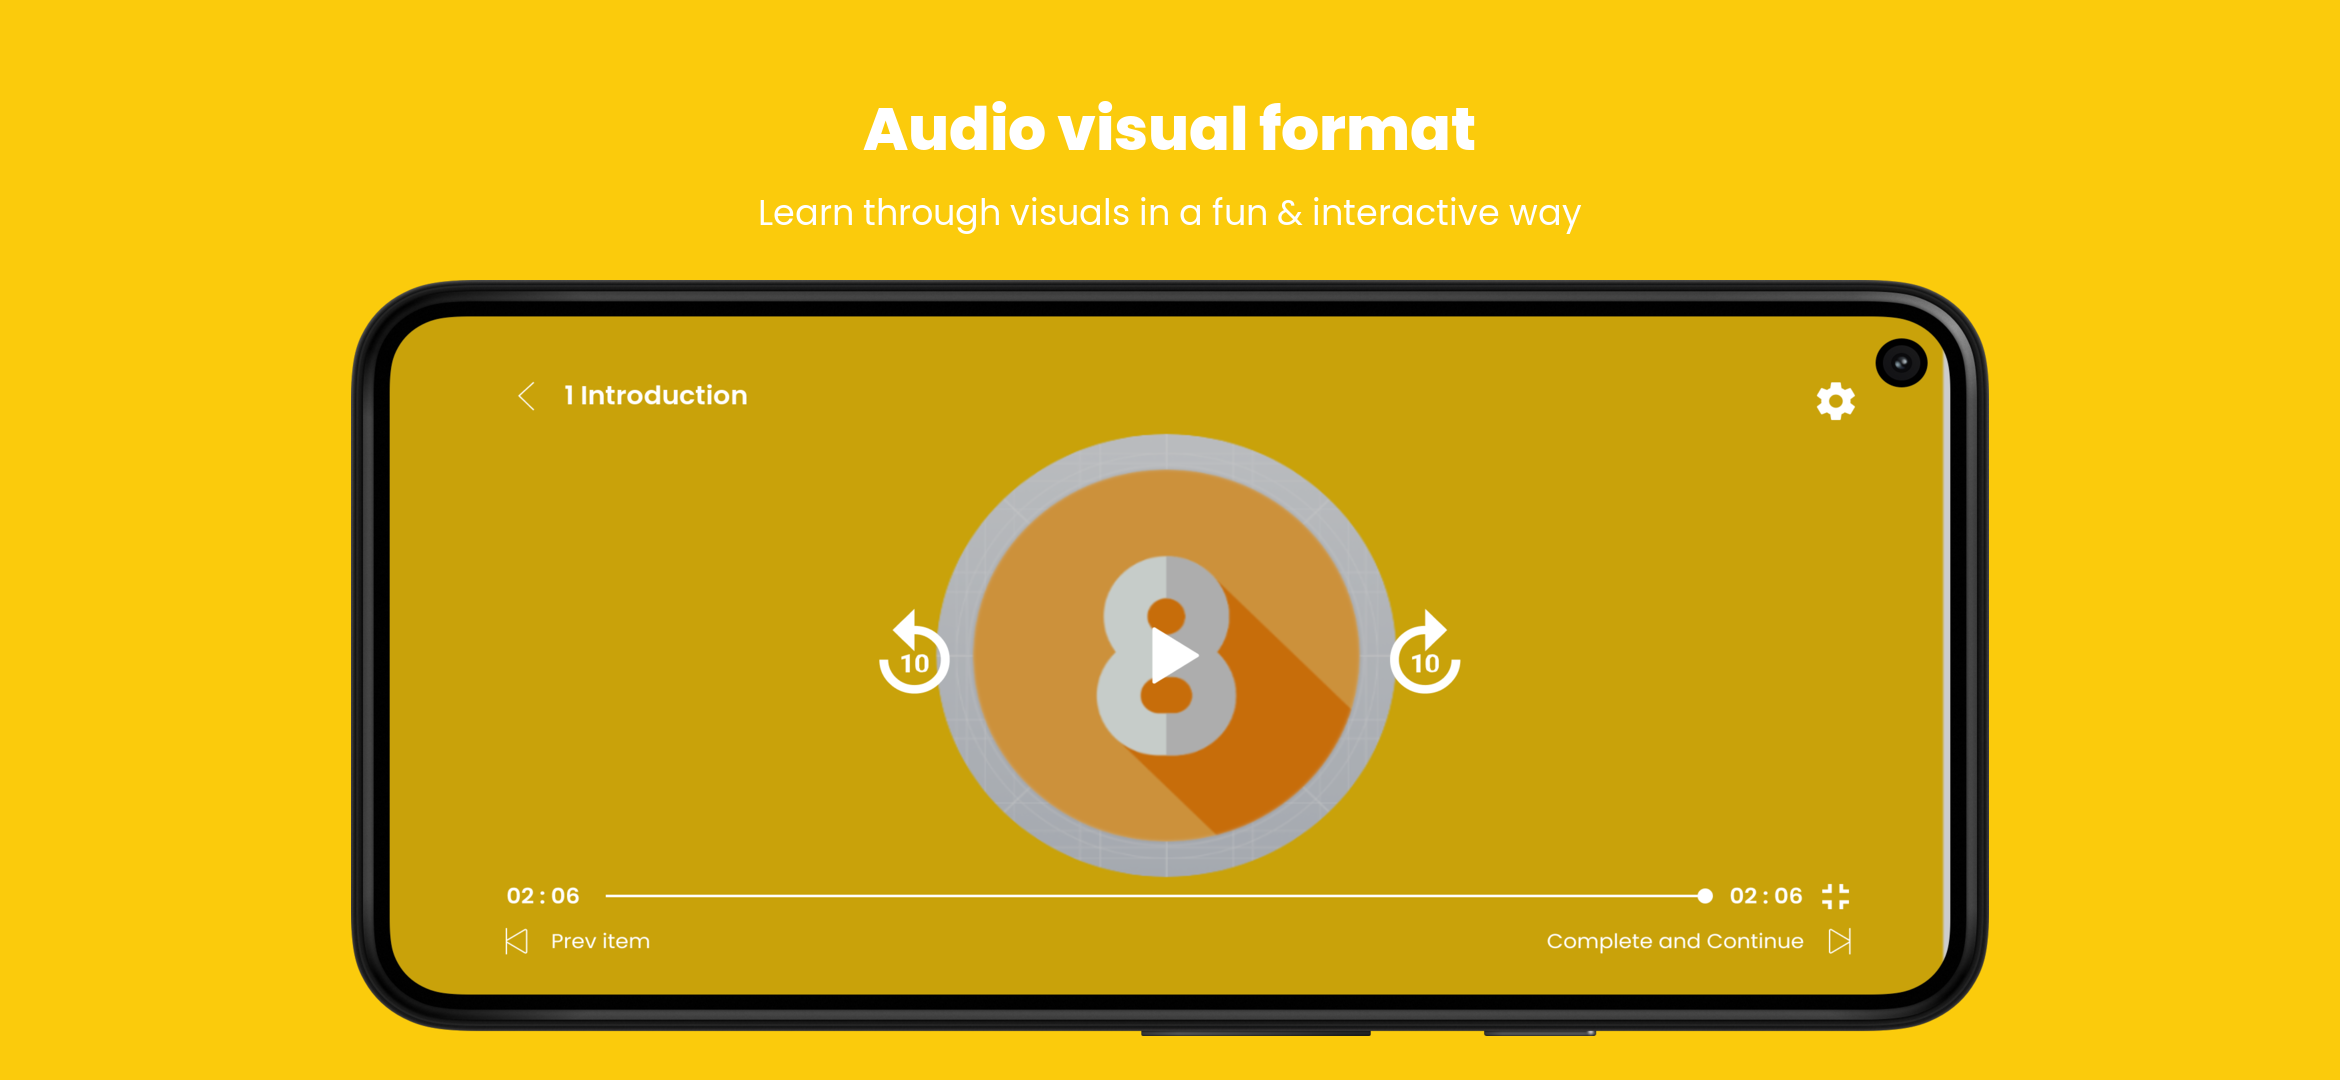 Audio visual format
Learn through visuals in a fun & interactive way
1 Introduction
8
10
10
02 : 06
02 : 06
Prev item
Complete and Continue